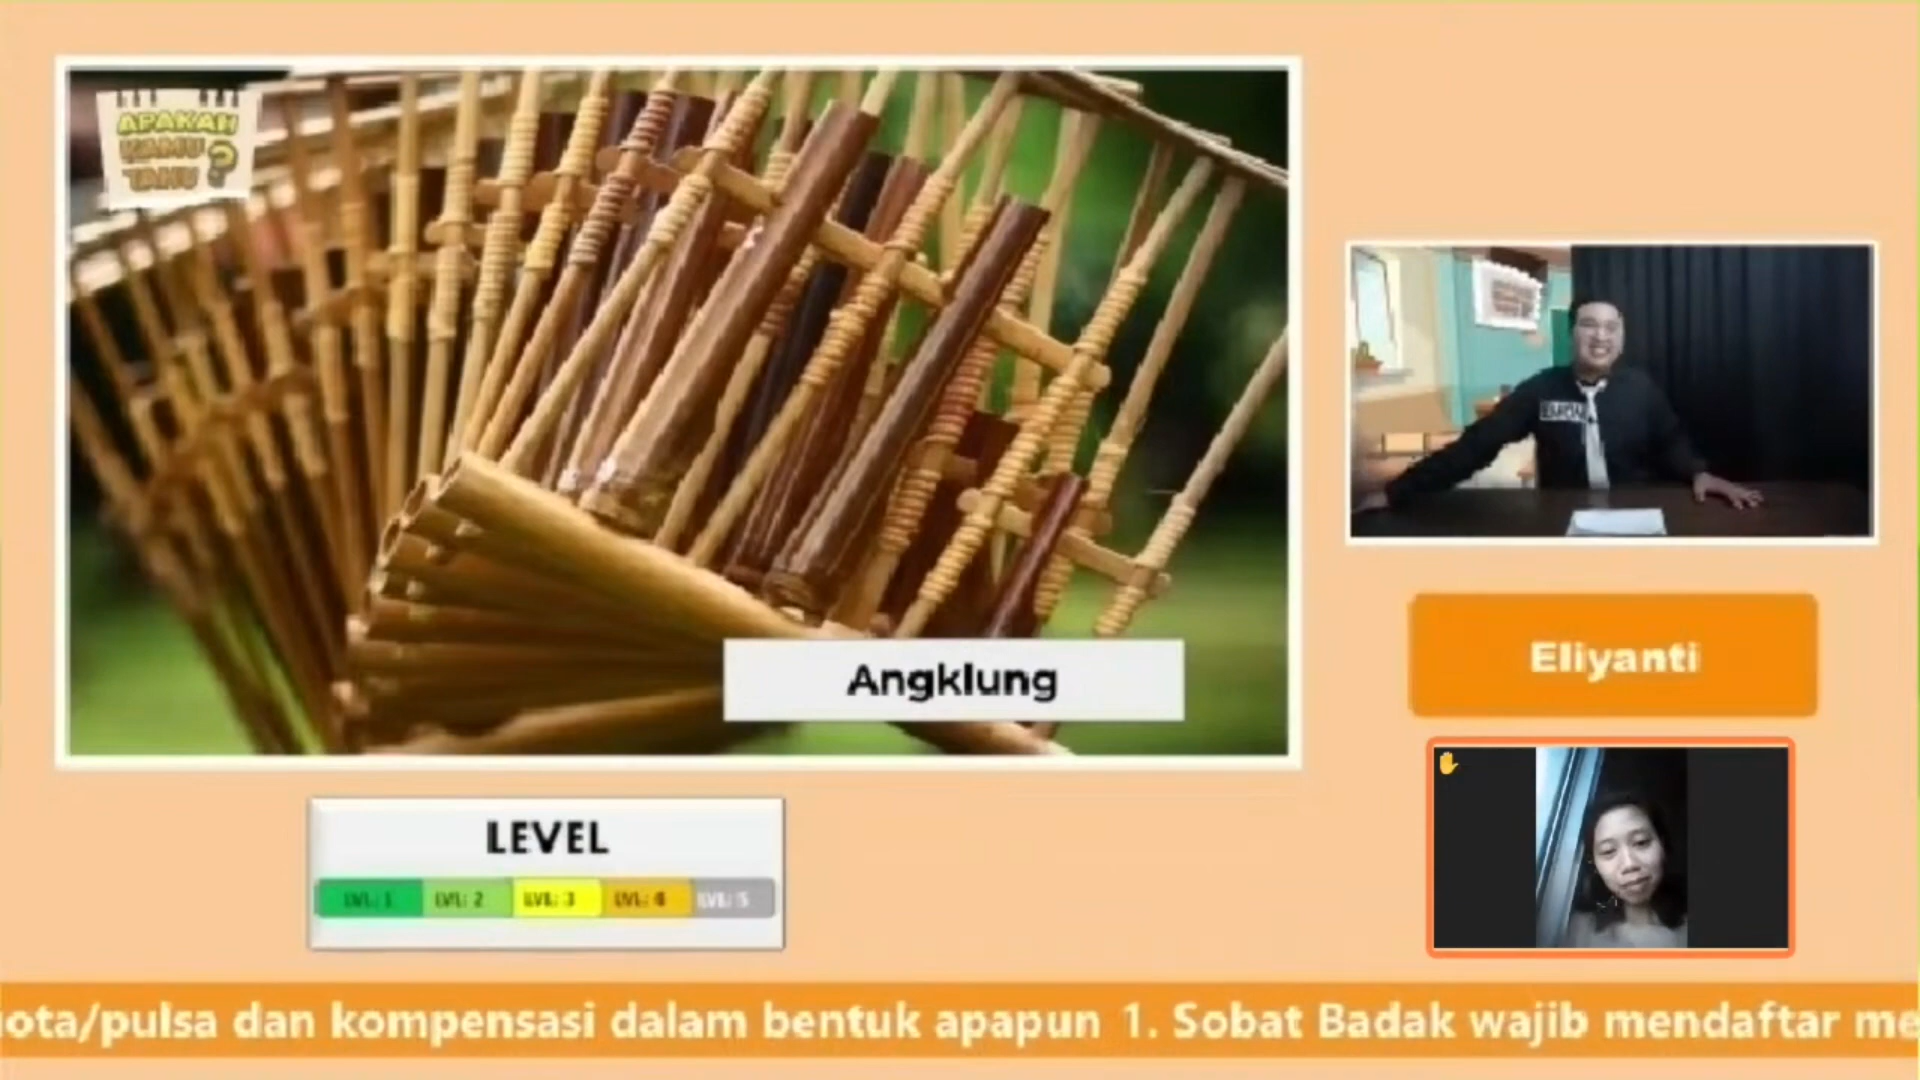 APAKAH
KAMU
TAHU ?
Angklung
Eliyanti
LEVEL
LVL: 1 LVL: 2 LVL: 3 LVL: 4 LVL: 5
ota/pulsa dan kompensasi dalam bentuk apapun 1. Sobat Badak wajib mendaftar me